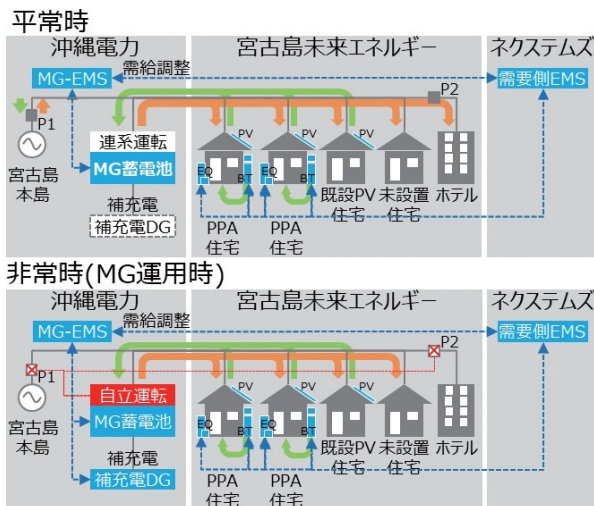 平常時
沖縄電力 宮古島未来エネルギー ネクステムズ
MG-EMS 需給調整 需要側EMS
P1 P2
連系運転
MG蓄電池
宮古島
本島
補充電
補充電DG
PV PV PV
EQ BT EQ BT
PPA
住宅
PPA
住宅
既設PV
住宅
未設置
住宅
ホテル
非常時(MG運用時)
沖縄電力 宮古島未来エネルギー ネクステムズ
MG-EMS 需給調整 需要側EMS
P1 P2
自立運転
MG蓄電池
宮古島
本島
補充電
補充電DG
PV PV PV
EQ BT EQ BT
PPA
住宅
PPA
住宅
既設PV
住宅
未設置
住宅
ホテル